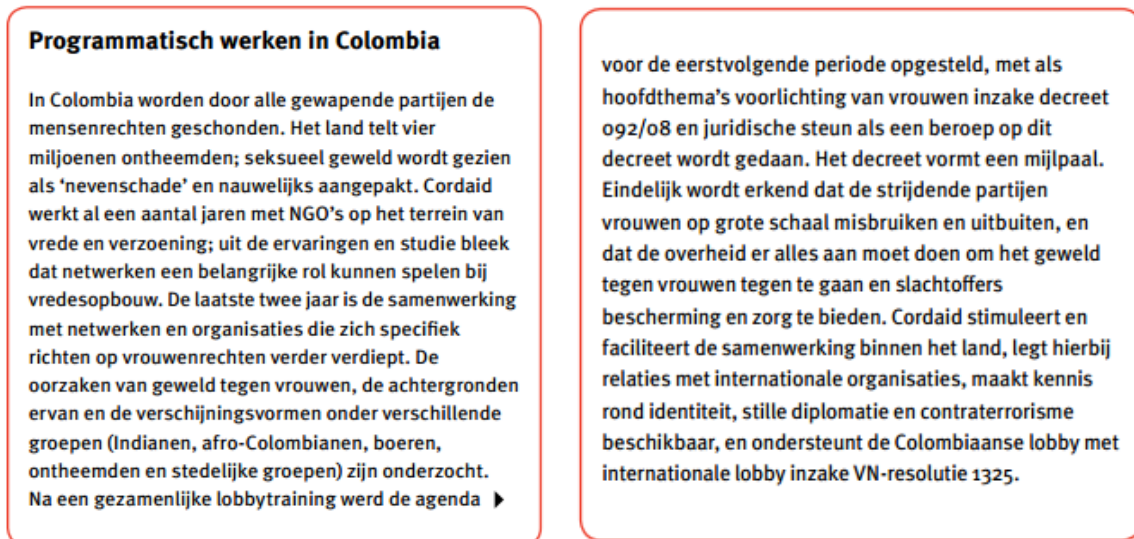 Programmatisch werken in Colombia
In Colombia worden door alle gewapende partijen de
mensenrechten geschonden. Het land telt vier
miljoenen ontheemden; seksueel geweld wordt gezien
als ‘nevenschade’ en nauwelijks aangepakt. Cordaid
werkt al een aantal jaren met NGO’s op het terrein van
vrede en verzoening; uit de ervaringen en studie bleek
dat netwerken een belangrijke rol kunnen spelen bij
vredesopbouw. De laatste twee jaar is de samenwerking
met netwerken en organisaties die zich specifiek
richten op vrouwenrechten verder verdiept. De
oorzaken van geweld tegen vrouwen, de achtergronden
ervan en de verschijningsvormen onder verschillende
groepen (Indianen, afro-Colombianen, boeren,
ontheemden en stedelijke groepen) zijn onderzocht.
Na een gezamenlijke lobbytraining werd de agenda ▶
voor de eerstvolgende periode opgesteld, met als
hoofdthema’s voorlichting van vrouwen inzake decreet
092/08 en juridische steun als een beroep op dit
decreet wordt gedaan. Het decreet vormt een mijlpaal.
Eindelijk wordt erkend dat de strijdende partijen
vrouwen op grote schaal misbruiken en uitbuiten, en
dat de overheid er alles aan moet doen om het geweld
tegen vrouwen tegen te gaan en slachtoffers
bescherming en zorg te bieden. Cordaid stimuleert en
faciliteert de samenwerking binnen het land, legt hierbij
relaties met internationale organisaties, maakt kennis
rond identiteit, stille diplomatie en contraterrorisme
beschikbaar, en ondersteunt de Colombiaanse lobby met
internationale lobby inzake VN-resolutie 1325.